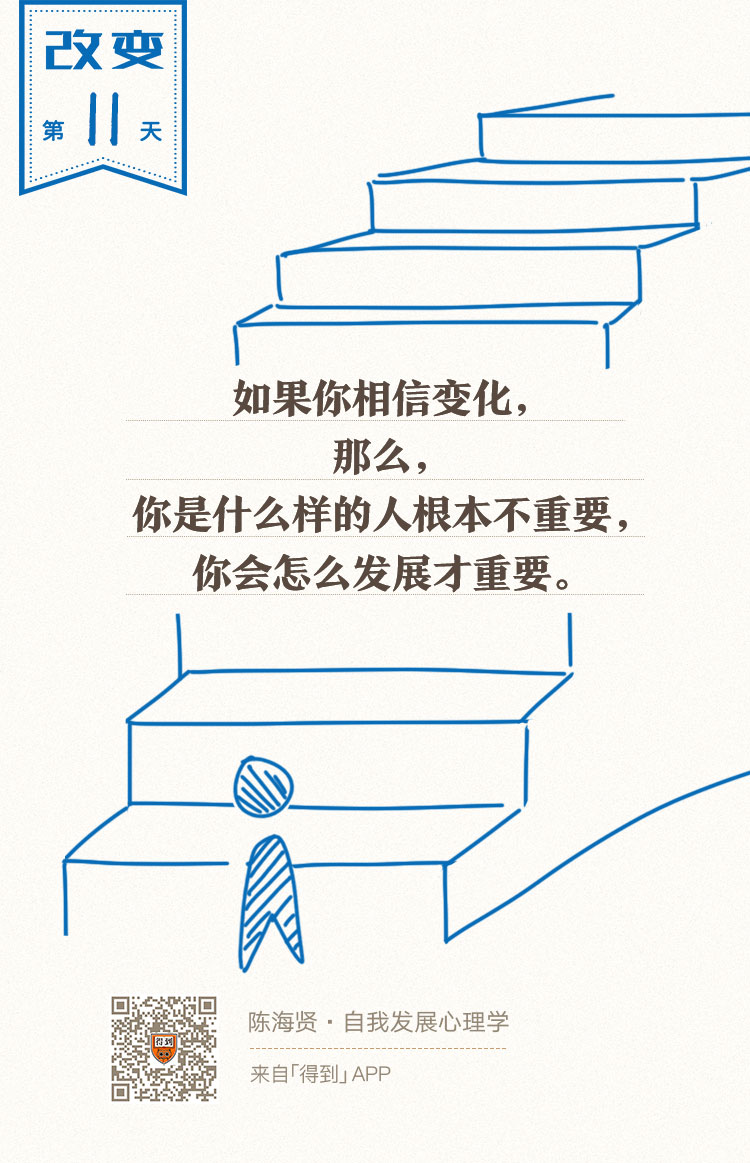 改变
第 11 天
如果你相信变化，
那么，
你是什么样的人根本不重要，
你会怎么发展才重要。
得到
陈海贤·自我发展心理学
来自「得到」APP